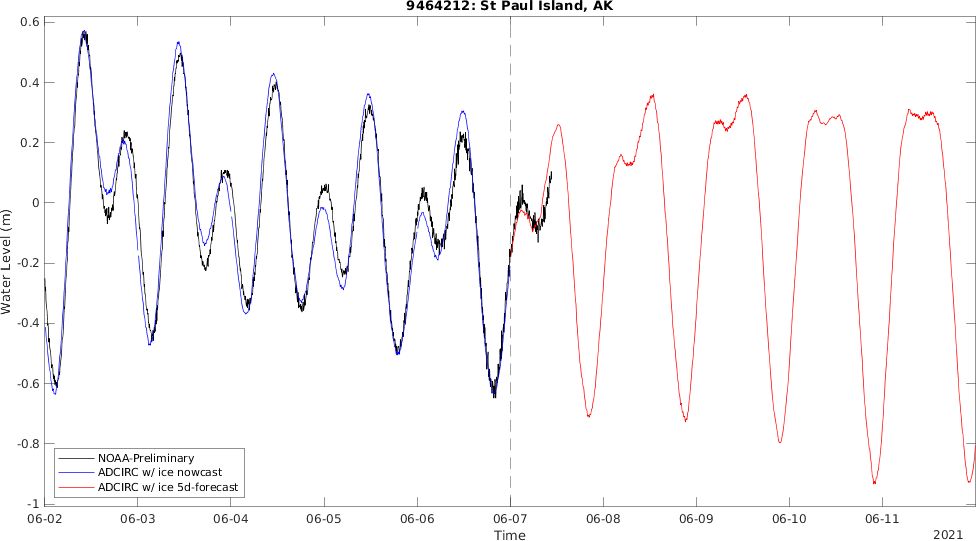 9464212: St Paul Island, AK
0.6
0.4
0.2
0
-0.2
-0.4
-0.6
-0.8
-1
Water Level (m)
NOAA-Preliminary
ADCIRC w/ ice nowcast
ADCIRC w/ ice 5d-forecast
06-02 06-03 06-04 06-05 06-06 06-07 06-08 06-09 06-10 06-11
Time
2021